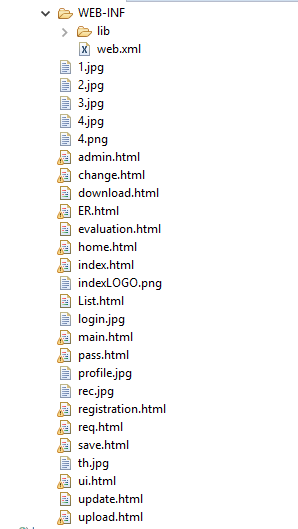 WEB-INF
lib
web.xml
1.jpg
2.jpg
3.jpg
4.jpg
4.png
admin.html
change.html
download.html
ER.html
evaluation.html
home.html
index.html
indexLOGO.png
List.html
login.jpg
main.html
pass.html
profile.jpg
rec.jpg
registration.html
req.html
save.html
th.jpg
ui.html
update.html
upload.html